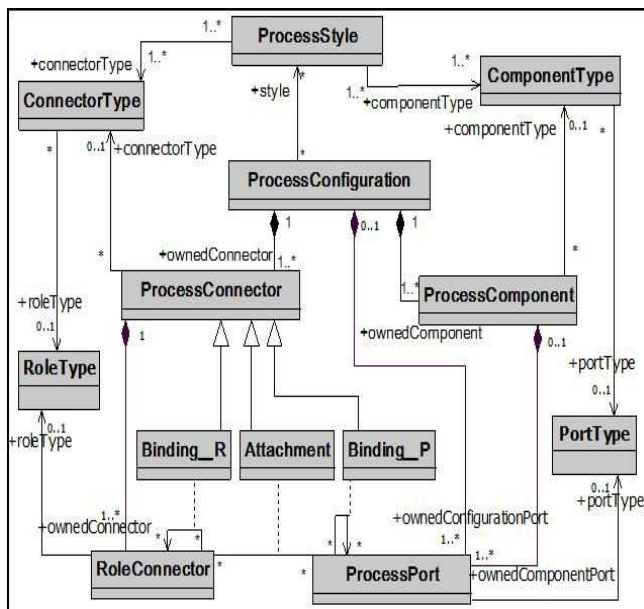 1..*
ProcessStyle
1..*
1..*
+connectorType
ConnectorType
+style
*
1..*
+componentType
ComponentType
*
0..1
+connectorType
+componentType
0..1
*
*
ProcessConfiguration
1
0..1
1
*
+ownedConnector
1..*
*
ProcessConnector
1..*
ProcessComponent
+roleType
0..1
1
+ownedComponent
0..1
+portType
0..1
RoleType
0..1
+roleType
PortType
0..1
+portType
Binding__R
Attachment
Binding__P
1..*
+ownedConnector
*
*
*
*
+ownedConfigurationPort
1..*
1..*
+ownedComponentPort
RoleConnector
*
*
ProcessPort